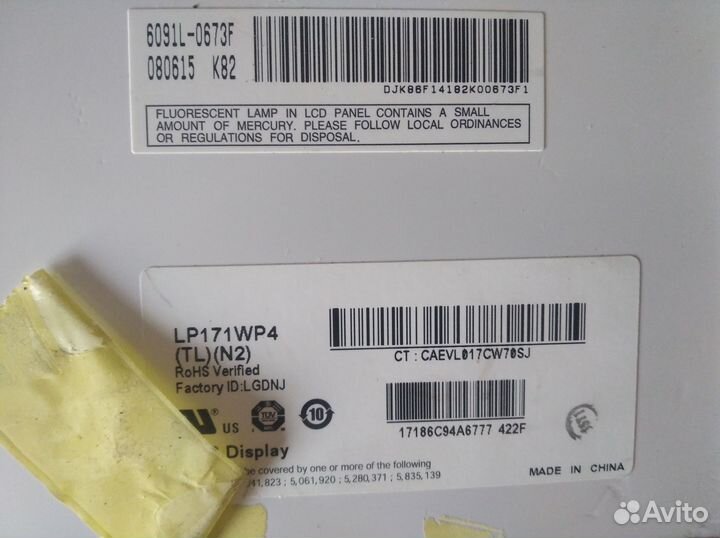 6091L-0673F
080615 K82
DJK86F14182K00673F1
FLUORESCENT LAMP IN LCD PANEL CONTAINS A SMALL
AMOUNT OF MERCURY. PLEASE FOLLOW LOCAL ORDINANCES
OR REGULATIONS FOR DISPOSAL.
LP171WP4
(TL)(N2)
RoHS Verified
Factory ID:LGDNJ
CT : CAEVL017CW70SJ
US
TÜV
10
17186C94A6777 422F
Display
be covered by one or more of the following
41,823 ; 5,061,920 ; 5,280,371 ; 5,835,139
MADE IN CHINA
Avito